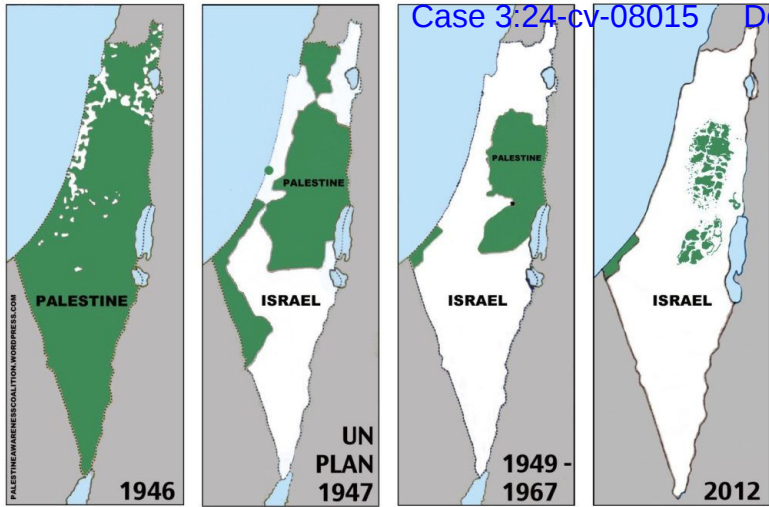 Case 3:24-cv-08015 D
PALESTINEAWARENESSCOALITION.WORDPRESS.COM
PALESTINE
1946
PALESTINE
ISRAEL
UN
PLAN
1947
PALESTINE
ISRAEL
1949 -
1967
ISRAEL
2012